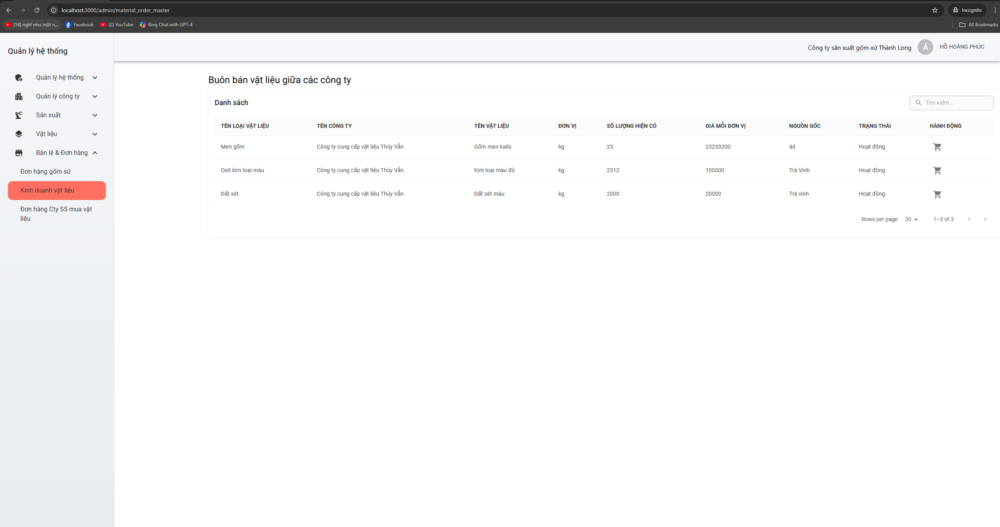 localhost:3000/admin/material_order_master
Incognito
(14) nghĩ như một n...
Facebook
(2) YouTube
Bing Chat with GPT-4
All Bookmarks
Quản lý hệ thống
Công ty sản xuất gốm xứ Thành Long
Á
HỒ HOÀNG PHÚC
Quản lý hệ thống
Quản lý công ty
Sản xuất
Vật liệu
Bán lẻ & Đơn hàng
Đơn hàng gốm sứ
Kinh doanh vật liệu
Đơn hàng Cty SS mua vật
liệu
Buôn bán vật liệu giữa các công ty
Danh sách
Tìm kiếm...
TÊN LOẠI VẬT LIỆU TÊN CÔNG TY TÊN VẬT LIỆU ĐƠN VỊ SỐ LƯỢNG HIỆN CÓ GIÁ MỖI ĐƠN VỊ NGUỒN GỐC TRẠNG THÁI HÀNH ĐỘNG
Men gốm Công ty cung cấp vật liệu Thủy Vẫn Gốm men kails kg 23 23233200 ád Hoạt động
Oxit kim loại màu Công ty cung cấp vật liệu Thủy Vẫn Kim loại màu đỏ kg 2312 100000 Trà Vinh Hoạt động
Đất sét Công ty cung cấp vật liệu Thủy Vẫn Đất sét màu kg 2000 20000 Trà vinh Hoạt động
Rows per page: 30 1–3 of 3